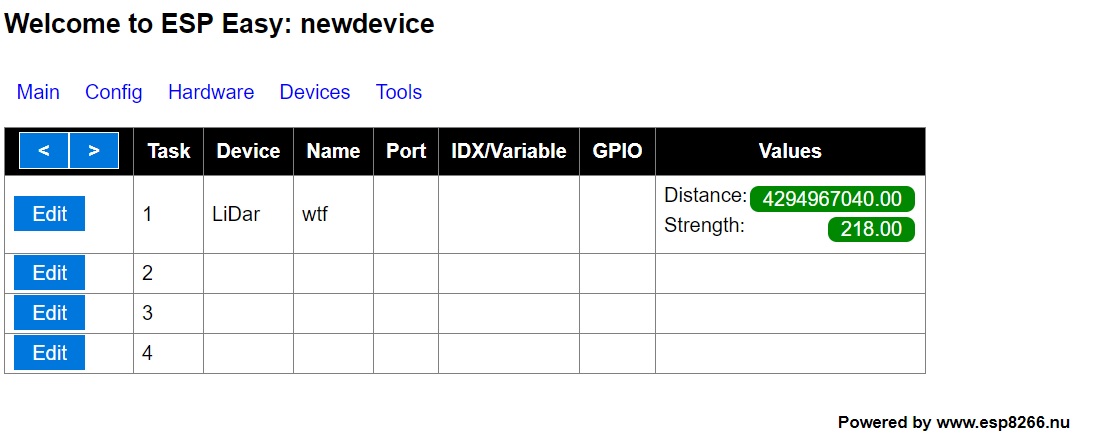 Welcome to ESP Easy: newdevice
Main Config Hardware Devices Tools
< > Task Device Name Port IDX/Variable GPIO Values
Edit 1 LiDar wtf Distance: 4294967040.00
Strength: 218.00
Edit 2
Edit 3
Edit 4
Powered by www.esp8266.nu